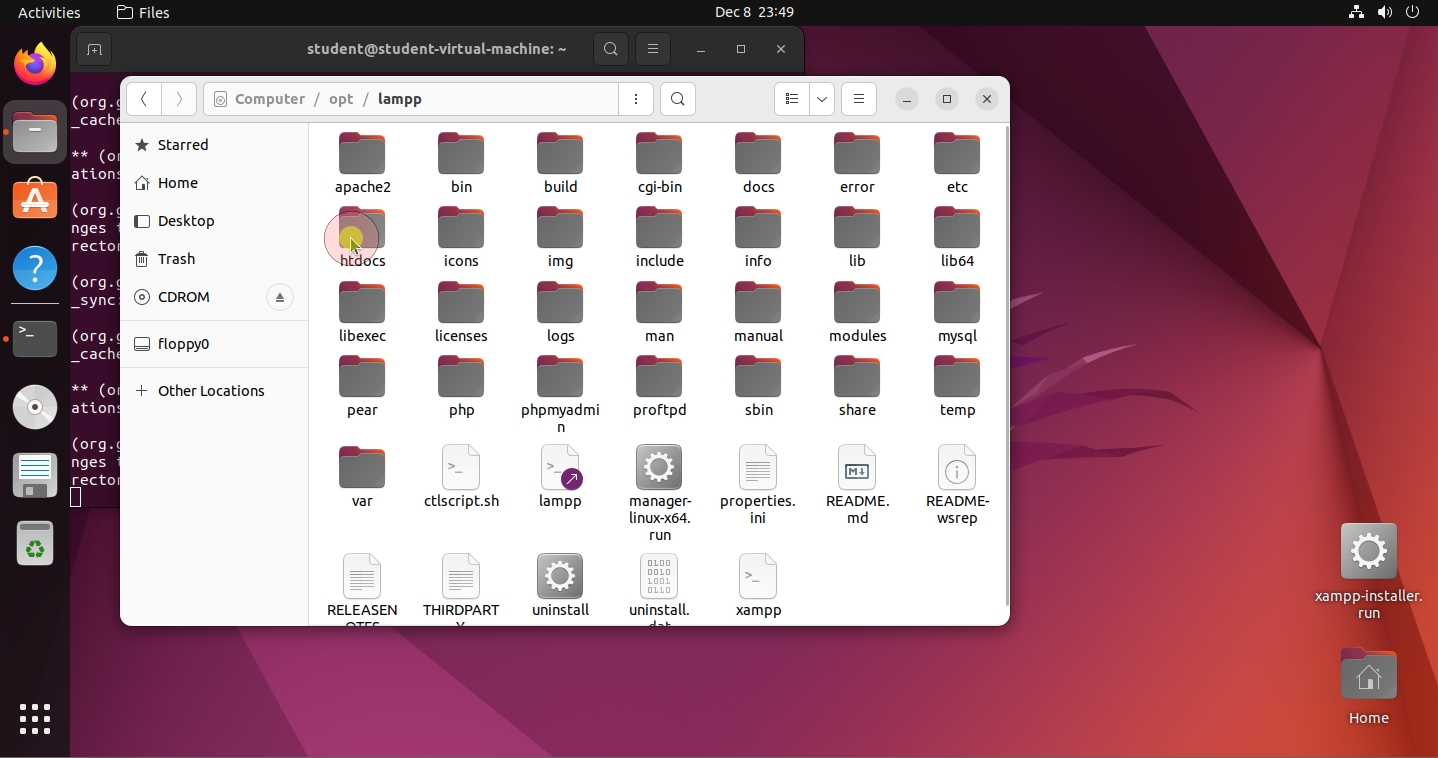 Activities Files Dec 8 23:49
student@student-virtual-machine: ~
Computer / opt / lampp
(org.g
_cache
** (or
ations
(org.g
nges t
rector
(org.g
_sync:
(org.g
_cache
** (or
ations
(org.g
nges t
rector
Starred
Home
Desktop
Trash
CDROM
floppy0
Other Locations
apache2 bin build cgi-bin docs error etc
htdocs icons img include info lib lib64
libexec licenses logs man manual modules mysql
pear php phpmyadmi proftpd sbin share temp
n
var ctlscript.sh lampp manager- properties. README. README-
linux-x64. ini md wsrep
run
RELEASEN THIRDPART uninstall uninstall. xampp
OTES Y dat
xampp-installer.
run
Home